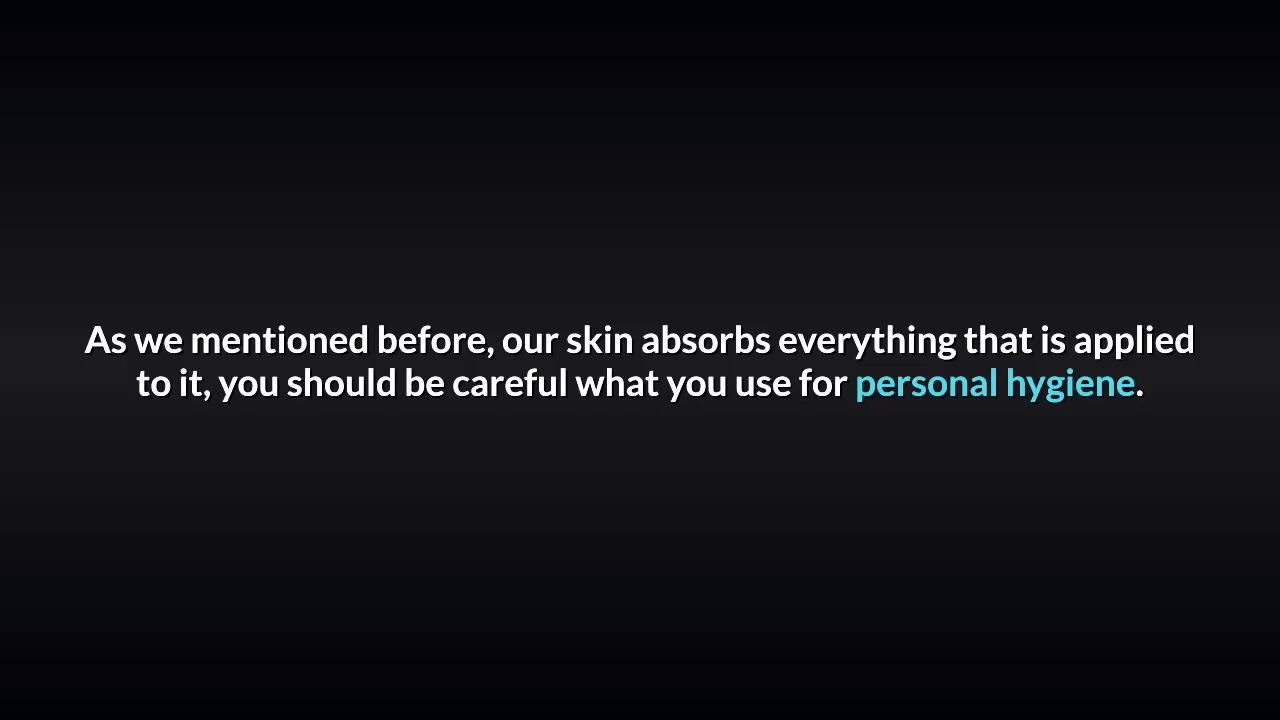 As we mentioned before, our skin absorbs everything that is applied
to it, you should be careful what you use for personal hygiene.